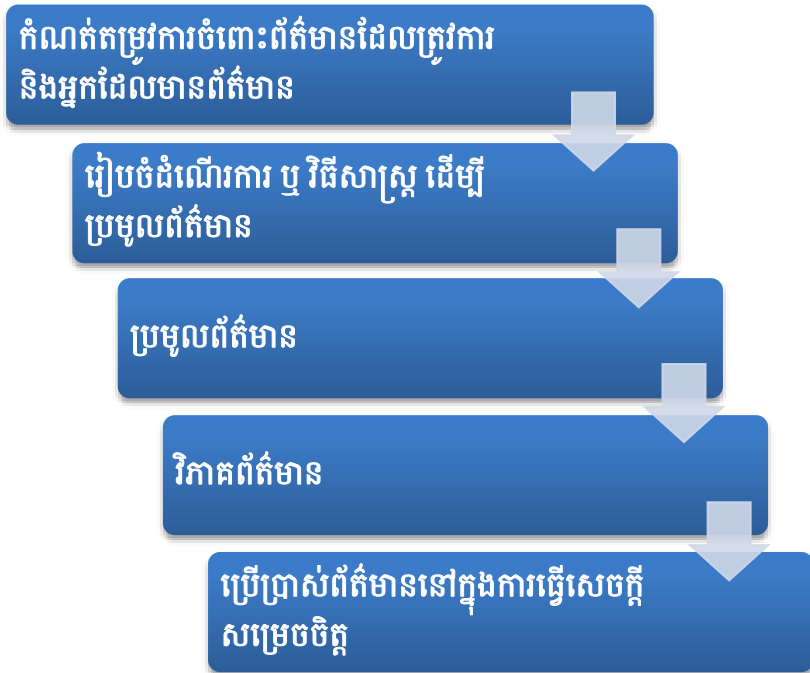 កំណត់តម្រូវការចំពោះព័ត៌មានដែលត្រូវការ
និងអ្នកដែលមានព័ត៌មាន
រៀបចំដំណើរការ ឬ វិធីសាស្ត្រ ដើម្បី
ប្រមូលព័ត៌មាន
ប្រមូលព័ត៌មាន
វិភាគព័ត៌មាន
ប្រើប្រាស់ព័ត៌មាននៅក្នុងការធ្វើសេចក្តី
សម្រេចចិត្ត